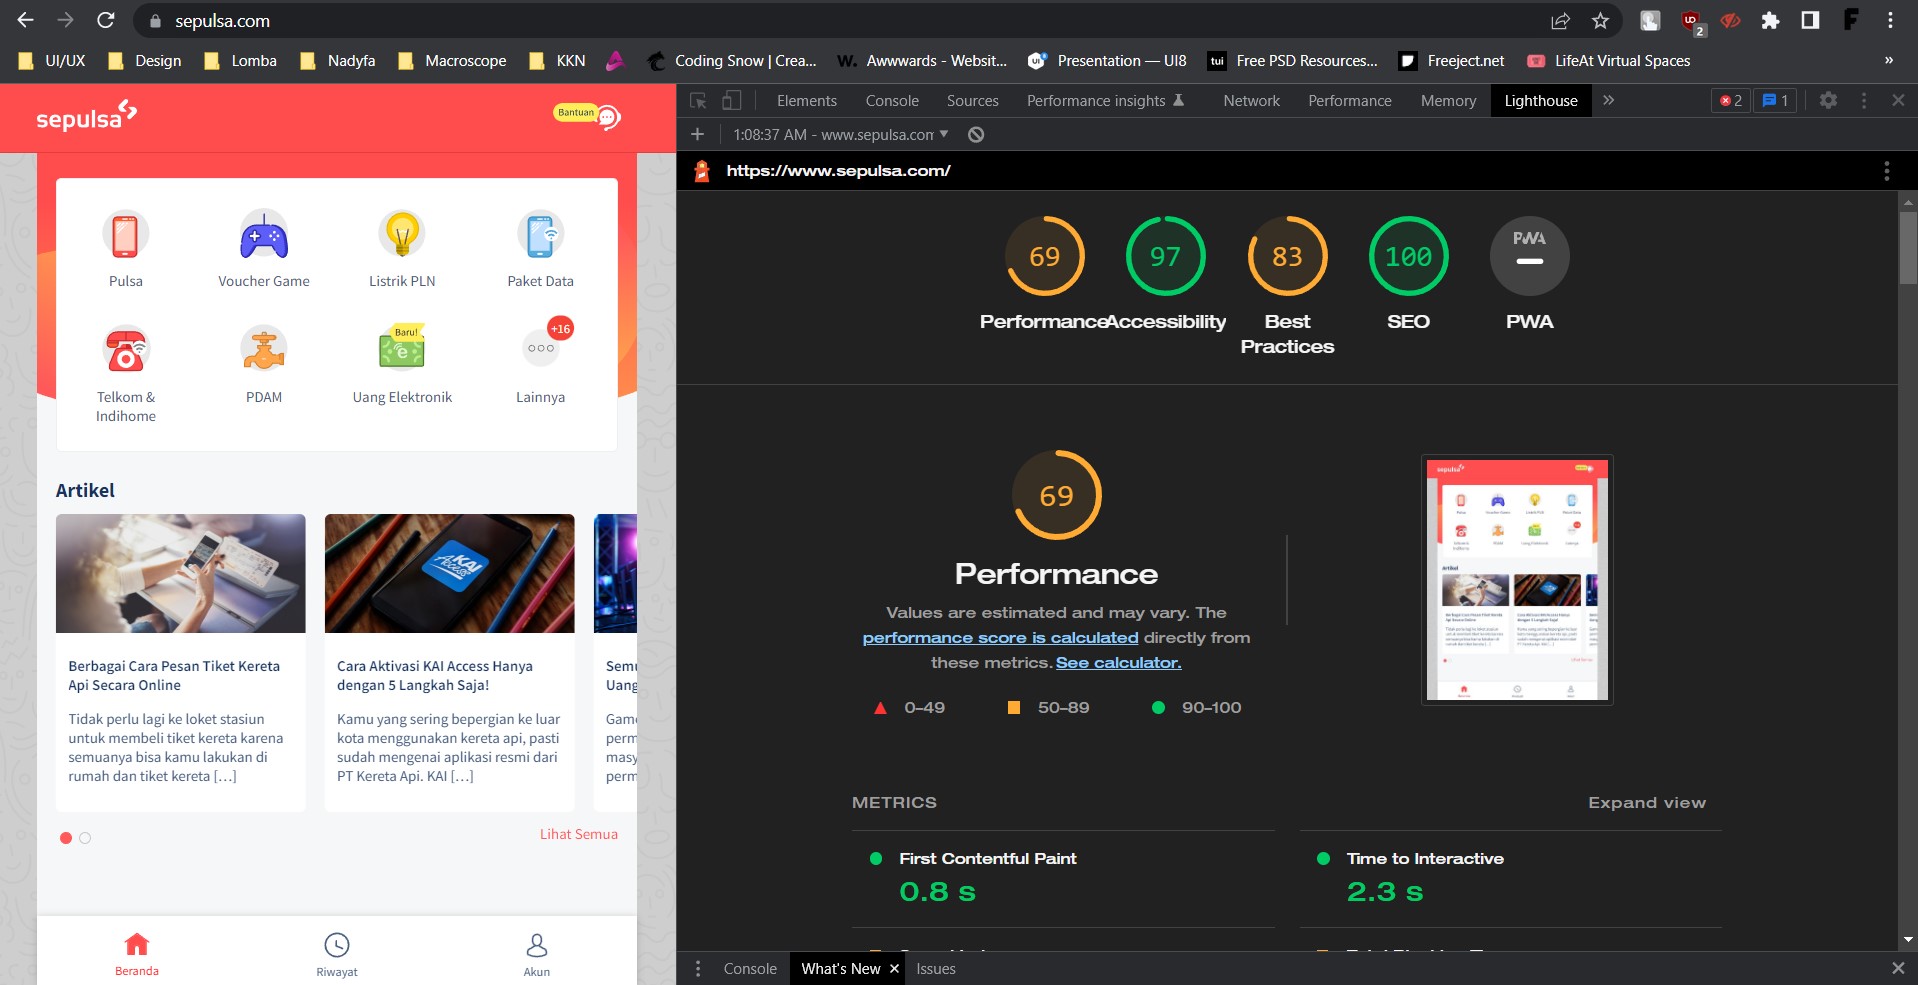 sepulsa.com
2
UI/UX
Design
Lomba
Nadyfa
Macroscope
KKN
Coding Snow | Crea...
Awwwards - Websit...
Presentation — UI8
Free PSD Resources...
Freeject.net
LifeAt Virtual Spaces
»
sepulsa
Bantuan
Pulsa
Voucher Game
Listrik PLN
Paket Data
Baru!
+16
Telkom &
Indihome
PDAM
Uang Elektronik
Lainnya
Artikel
KAI
Access
Berbagai Cara Pesan Tiket Kereta
Api Secara Online
Tidak perlu lagi ke loket stasiun
untuk membeli tiket kereta karena
semuanya bisa kamu lakukan di
rumah dan tiket kereta [...]
Cara Aktivasi KAI Access Hanya
dengan 5 Langkah Saja!
Kamu yang sering bepergian ke luar
kota menggunakan kereta api, pasti
sudah mengenai aplikasi resmi dari
PT Kereta Api. KAI [...]
Lihat Semua
Beranda
Riwayat
Akun
Elements
Console
Sources
Performance insights
Network
Performance
Memory
Lighthouse
»
2
1
1:08:37 AM - www.sepulsa.com
https://www.sepulsa.com/
69
97
83
100
PWA
Performance
Accessibility
Best
Practices
SEO
PWA
69
Performance
Values are estimated and may vary. The
performance score is calculated directly from
these metrics. See calculator.
0–49
50–89
90–100
METRICS
Expand view
First Contentful Paint
0.8 s
Time to Interactive
2.3 s
Console
What's New
Issues